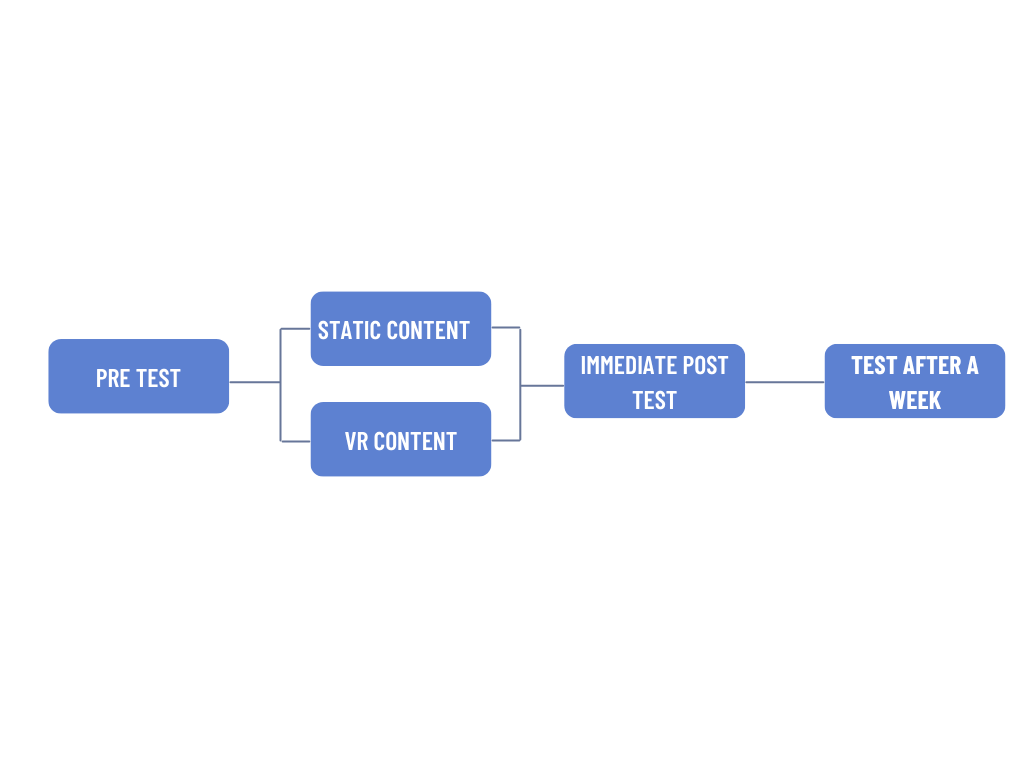 PRE TEST
STATIC CONTENT
VR CONTENT
IMMEDIATE POST
TEST
TEST AFTER A
WEEK